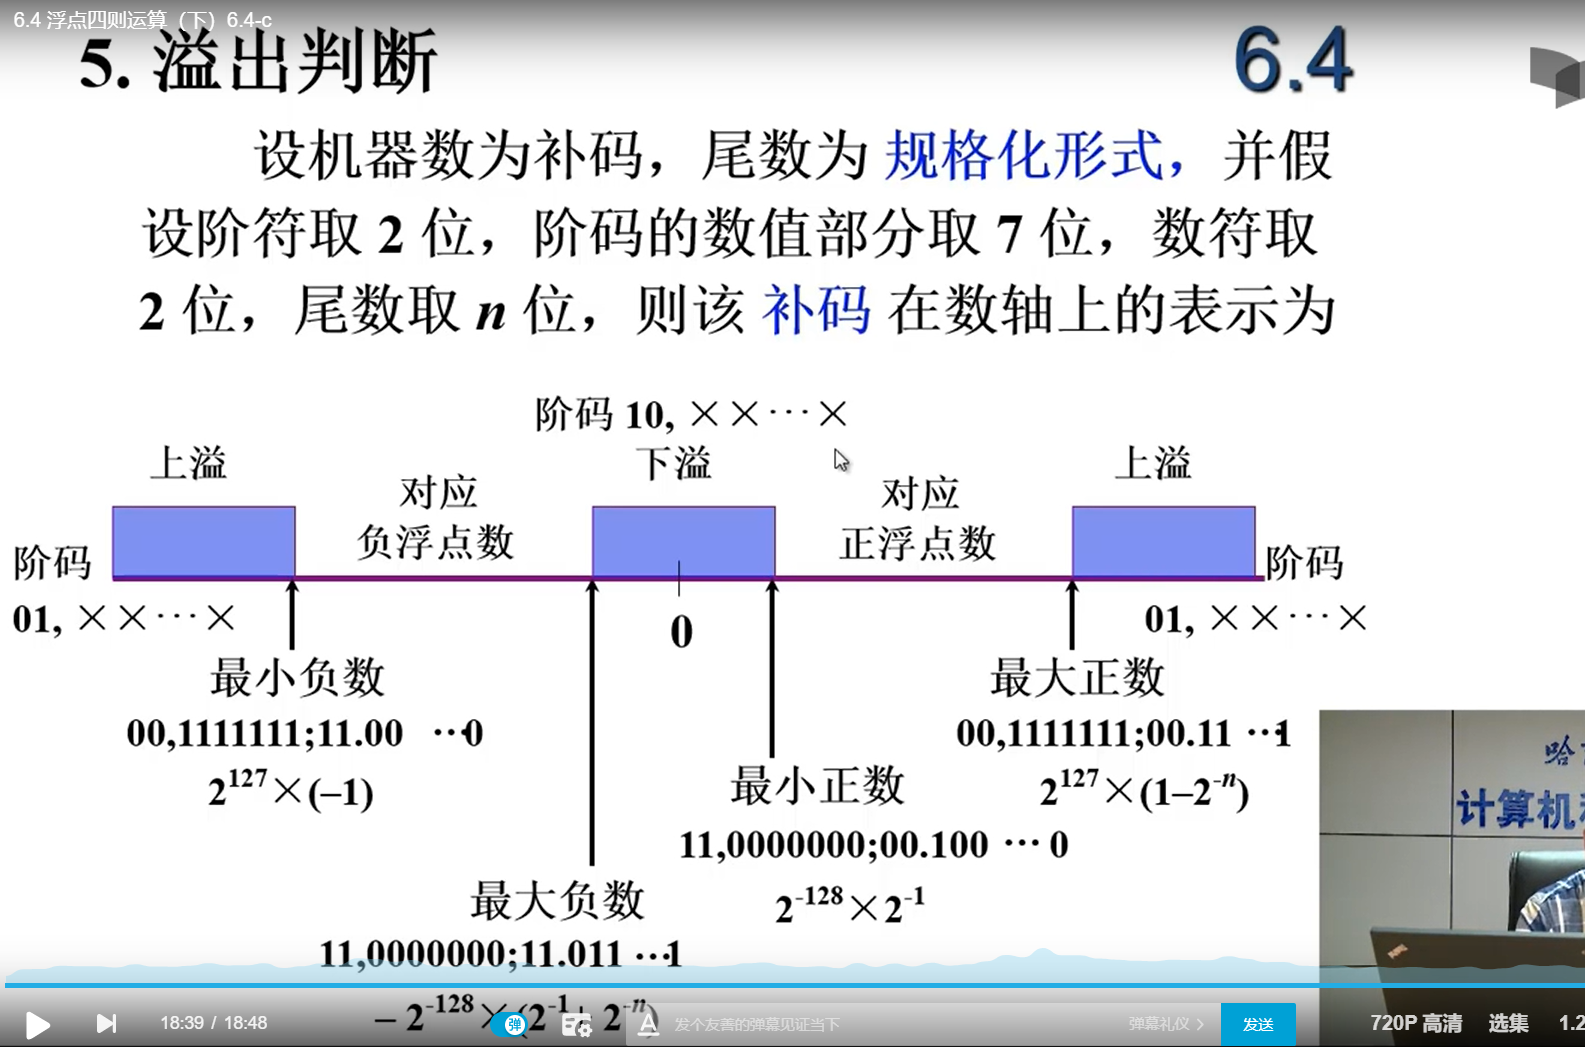 6.4 浮点四则运算（下）6.4-c
5. 溢出判断
6.4
设机器数为补码，尾数为 规格化形式，并假
设阶符取 2 位，阶码的数值部分取 7 位，数符取
2 位，尾数取 n 位，则该 补码 在数轴上的表示为
阶码 10, ××···×
上溢
下溢
上溢
对应
负浮点数
对应
正浮点数
阶码
01, ××···×
阶码
01, ××···×
0
最小负数
00,1111111;11.00 ···0
2^127×(–1)
最大正数
00,1111111;00.11 ···1
2^127×(1–2^-n)
最小正数
11,0000000;00.100 ··· 0
2^-128×2^-1
最大负数
11,0000000;11.011 ···1
– 2^-128×(2^-1+ 2^-n)
计算机
18:39 / 18:48
弹
A
发个友善的弹幕见证当下
弹幕礼仪 >
发送
720P 高清
选集